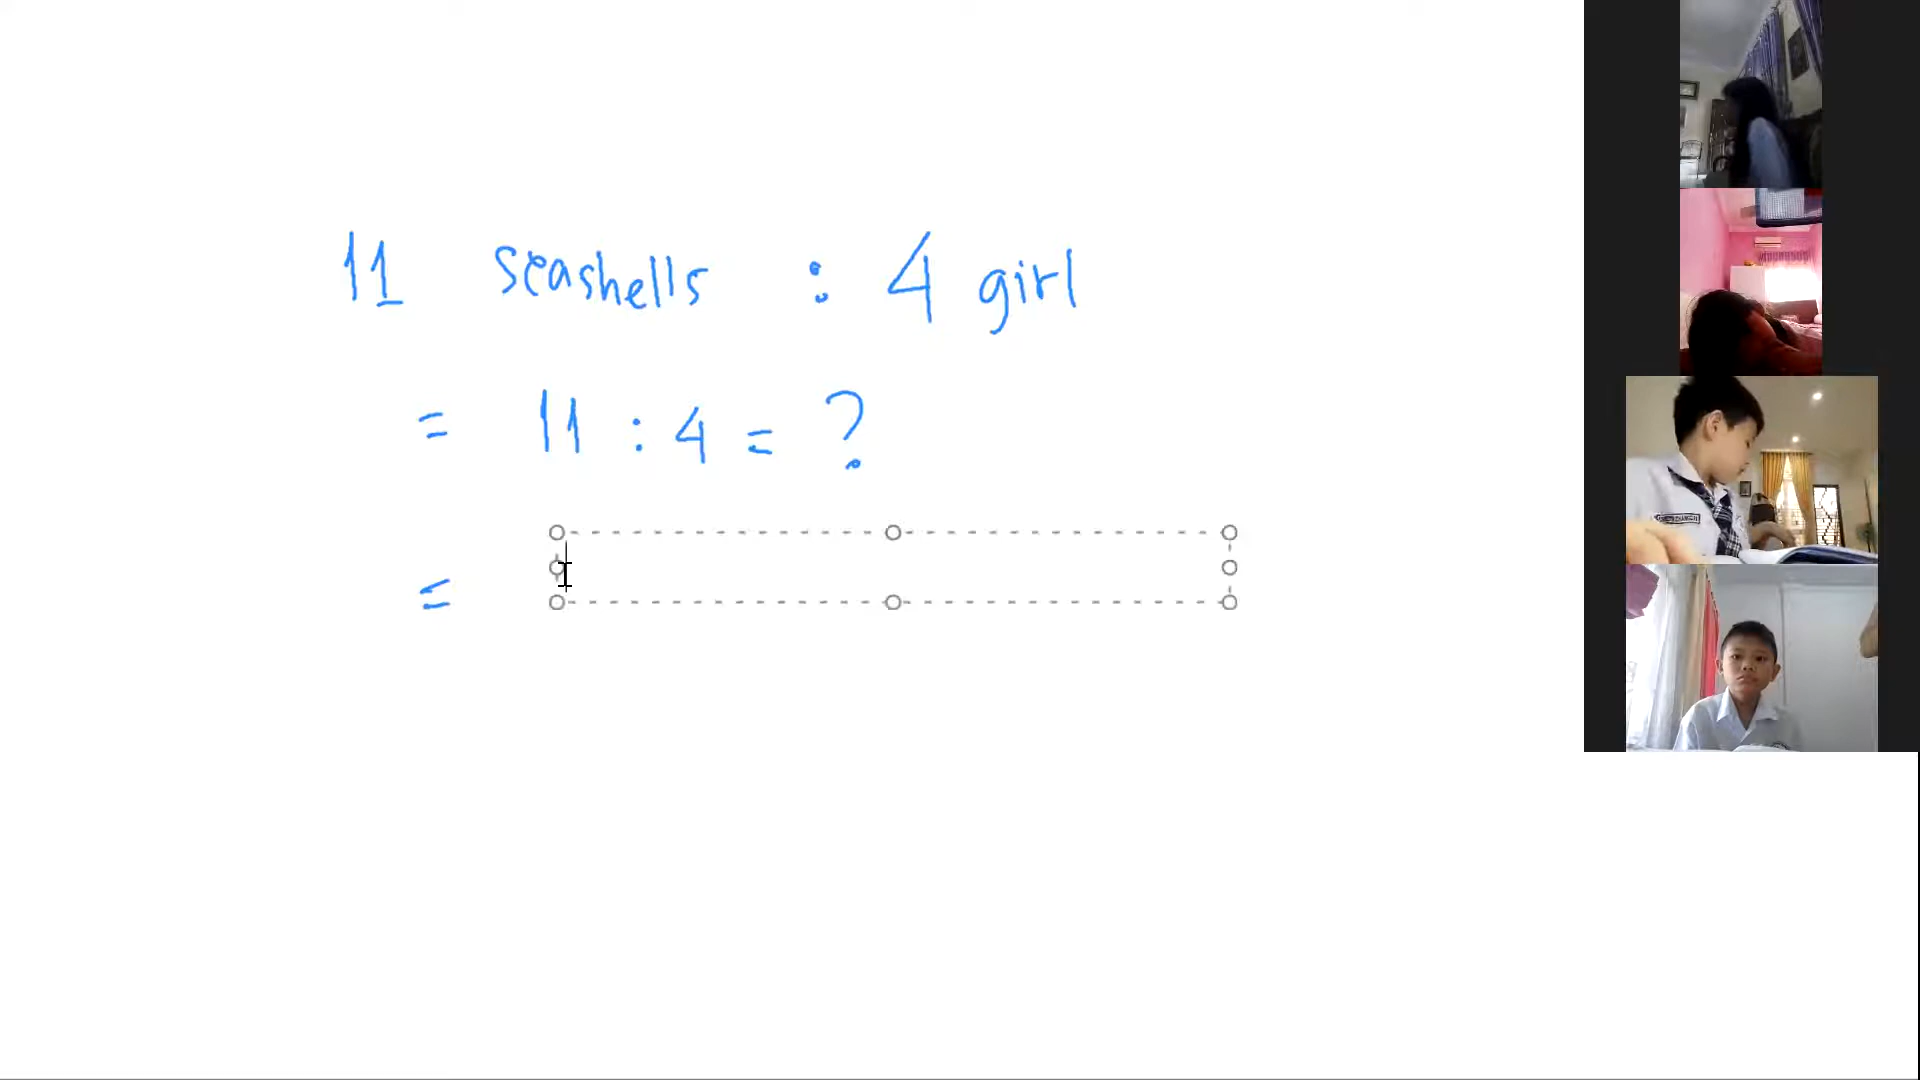 11 seashells : 4 girl
= 11 : 4 = ?
=